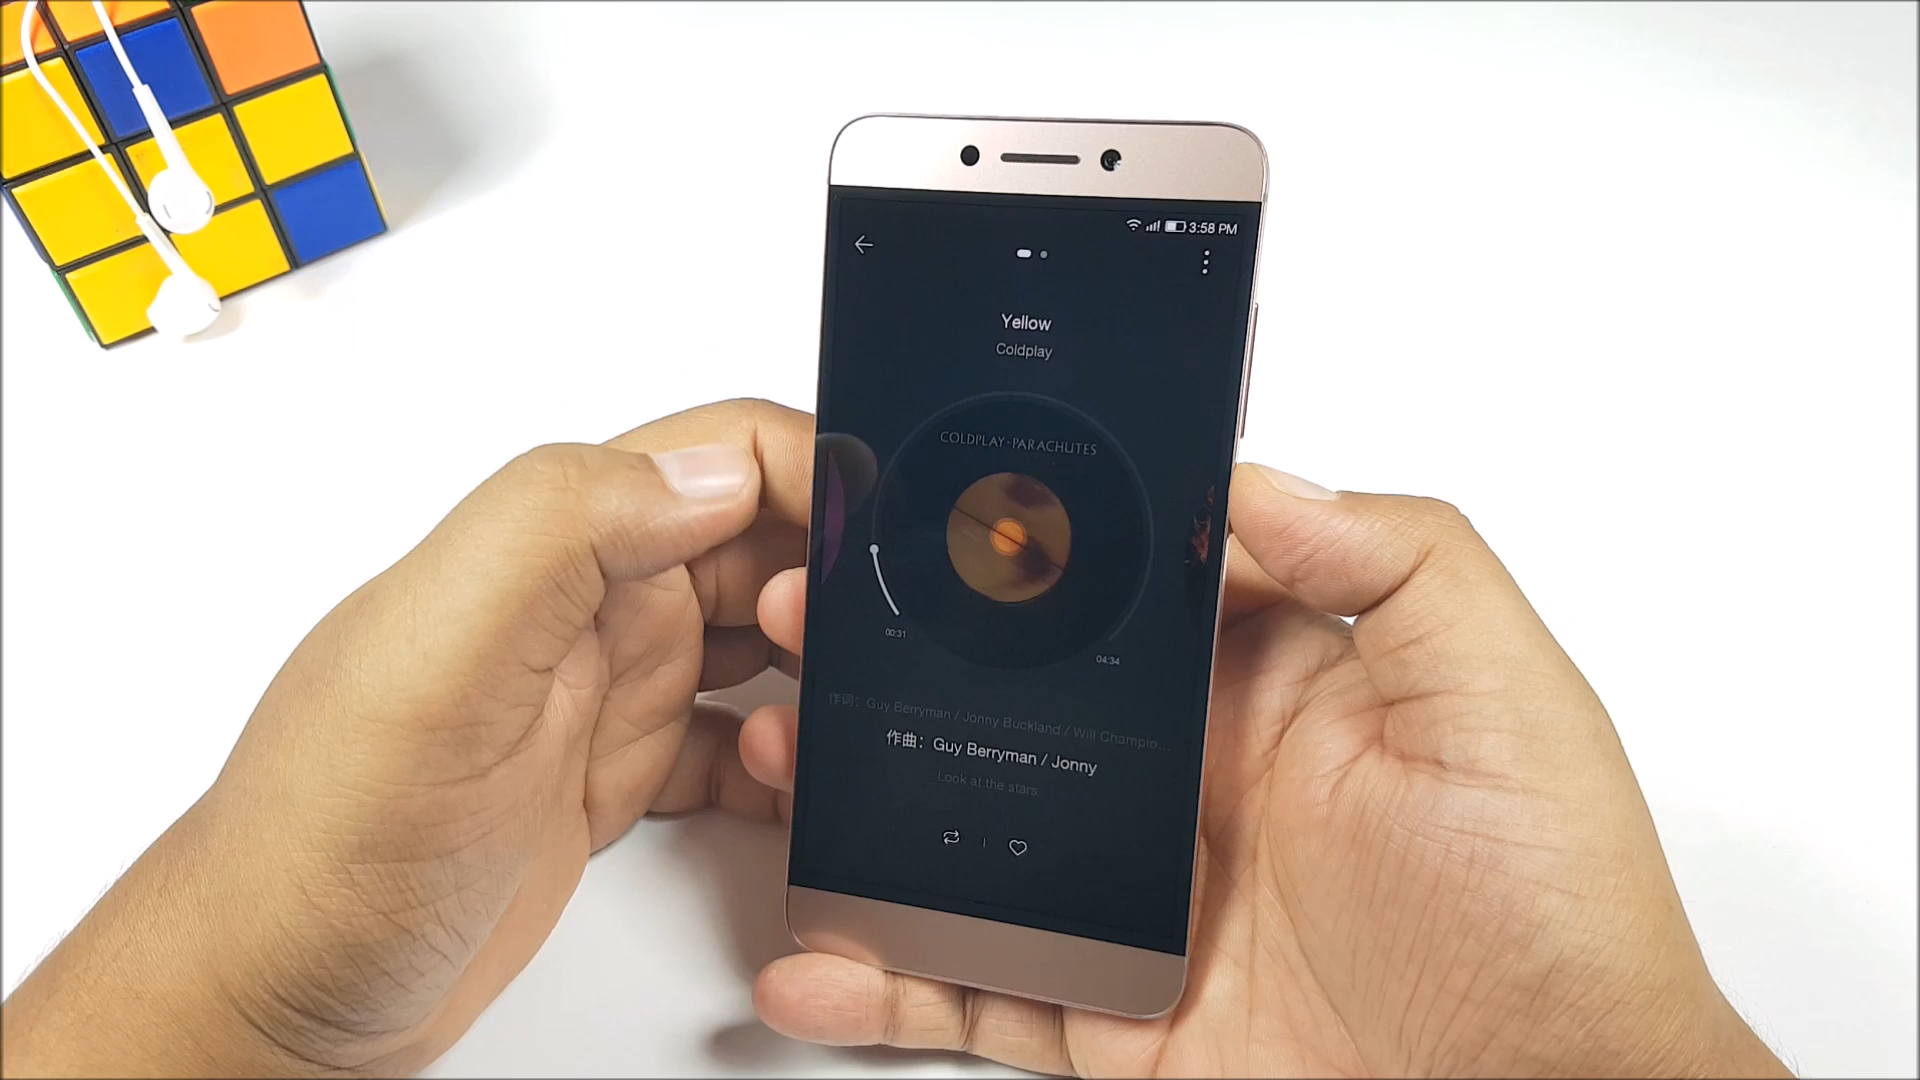 3:58 PM
Yellow
Coldplay
COLDPLAY·PARACHUTES
00:31
04:34
作词：Guy Berryman / Jonny Buckland / Will Champio...
作曲：Guy Berryman / Jonny
Look at the stars